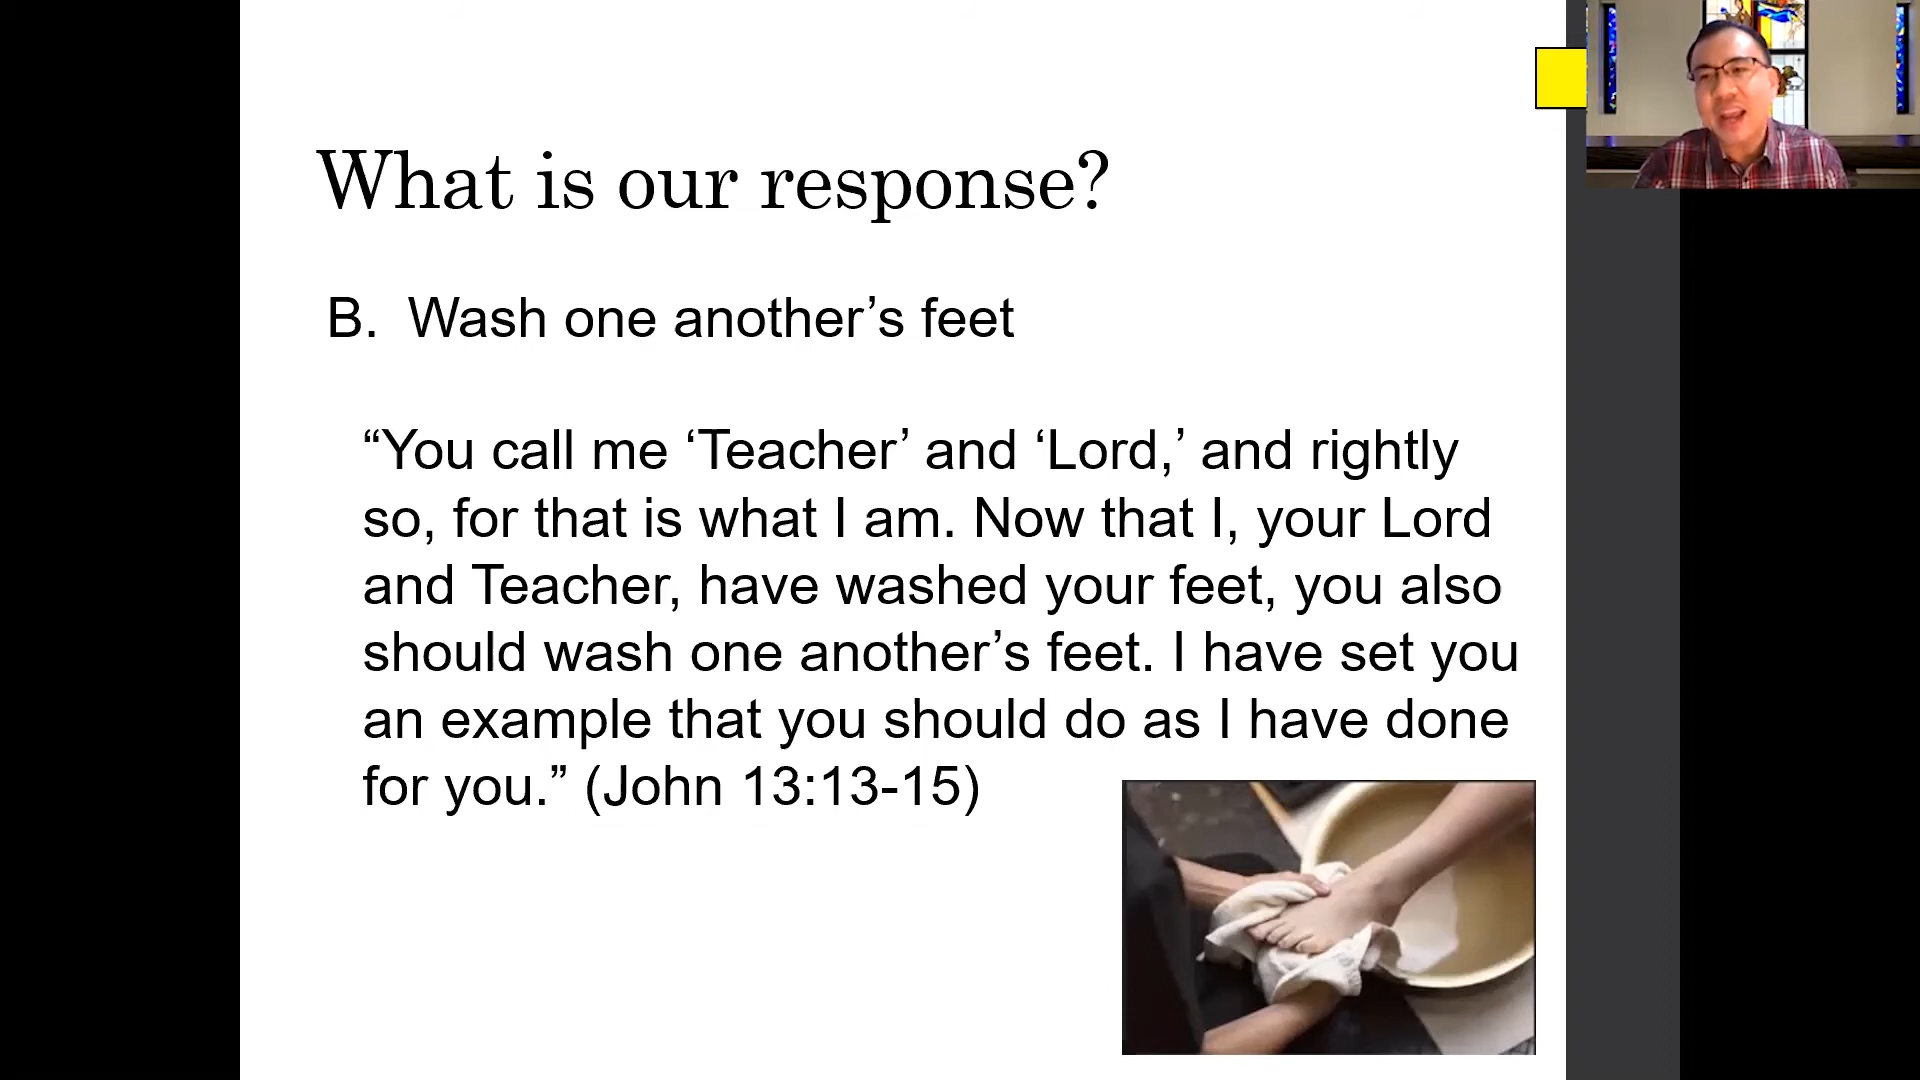 What is our response?
B. Wash one another’s feet
“You call me ‘Teacher’ and ‘Lord,’ and rightly
so, for that is what I am. Now that I, your Lord
and Teacher, have washed your feet, you also
should wash one another’s feet. I have set you
an example that you should do as I have done
for you.” (John 13:13-15)